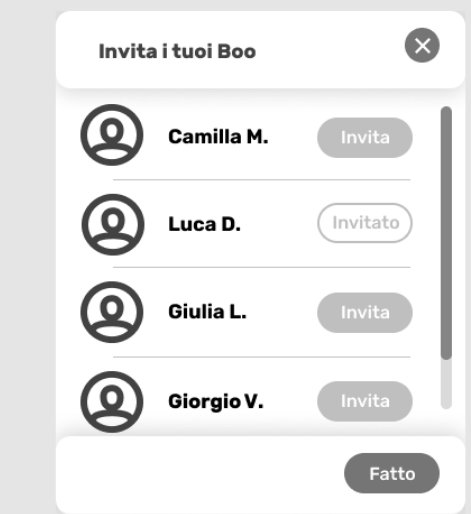 Invita i tuoi Boo
Camilla M. Invita
Luca D. Invitato
Giulia L. Invita
Giorgio V. Invita
Fatto